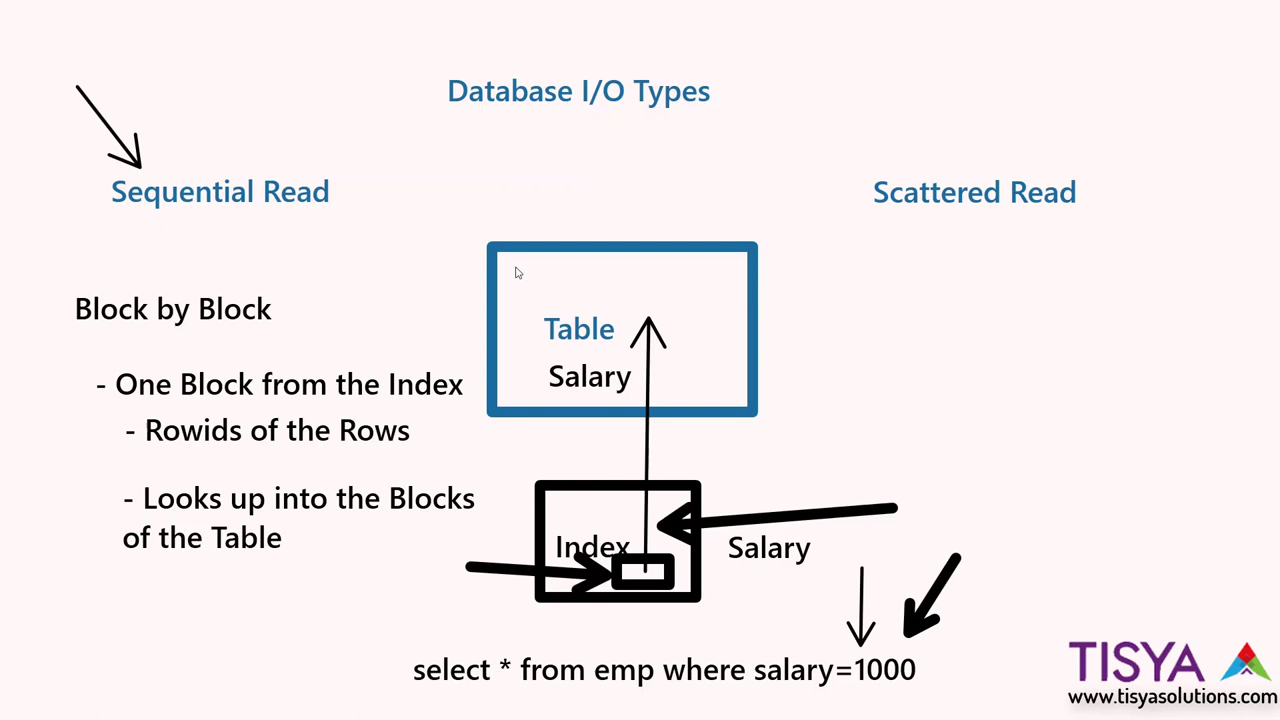 Database I/O Types
Sequential Read
Scattered Read
Block by Block
- One Block from the Index
- Rowids of the Rows
- Looks up into the Blocks
of the Table
Table
Salary
Index
Salary
select * from emp where salary=1000
TISYA
www.tisyasolutions.com